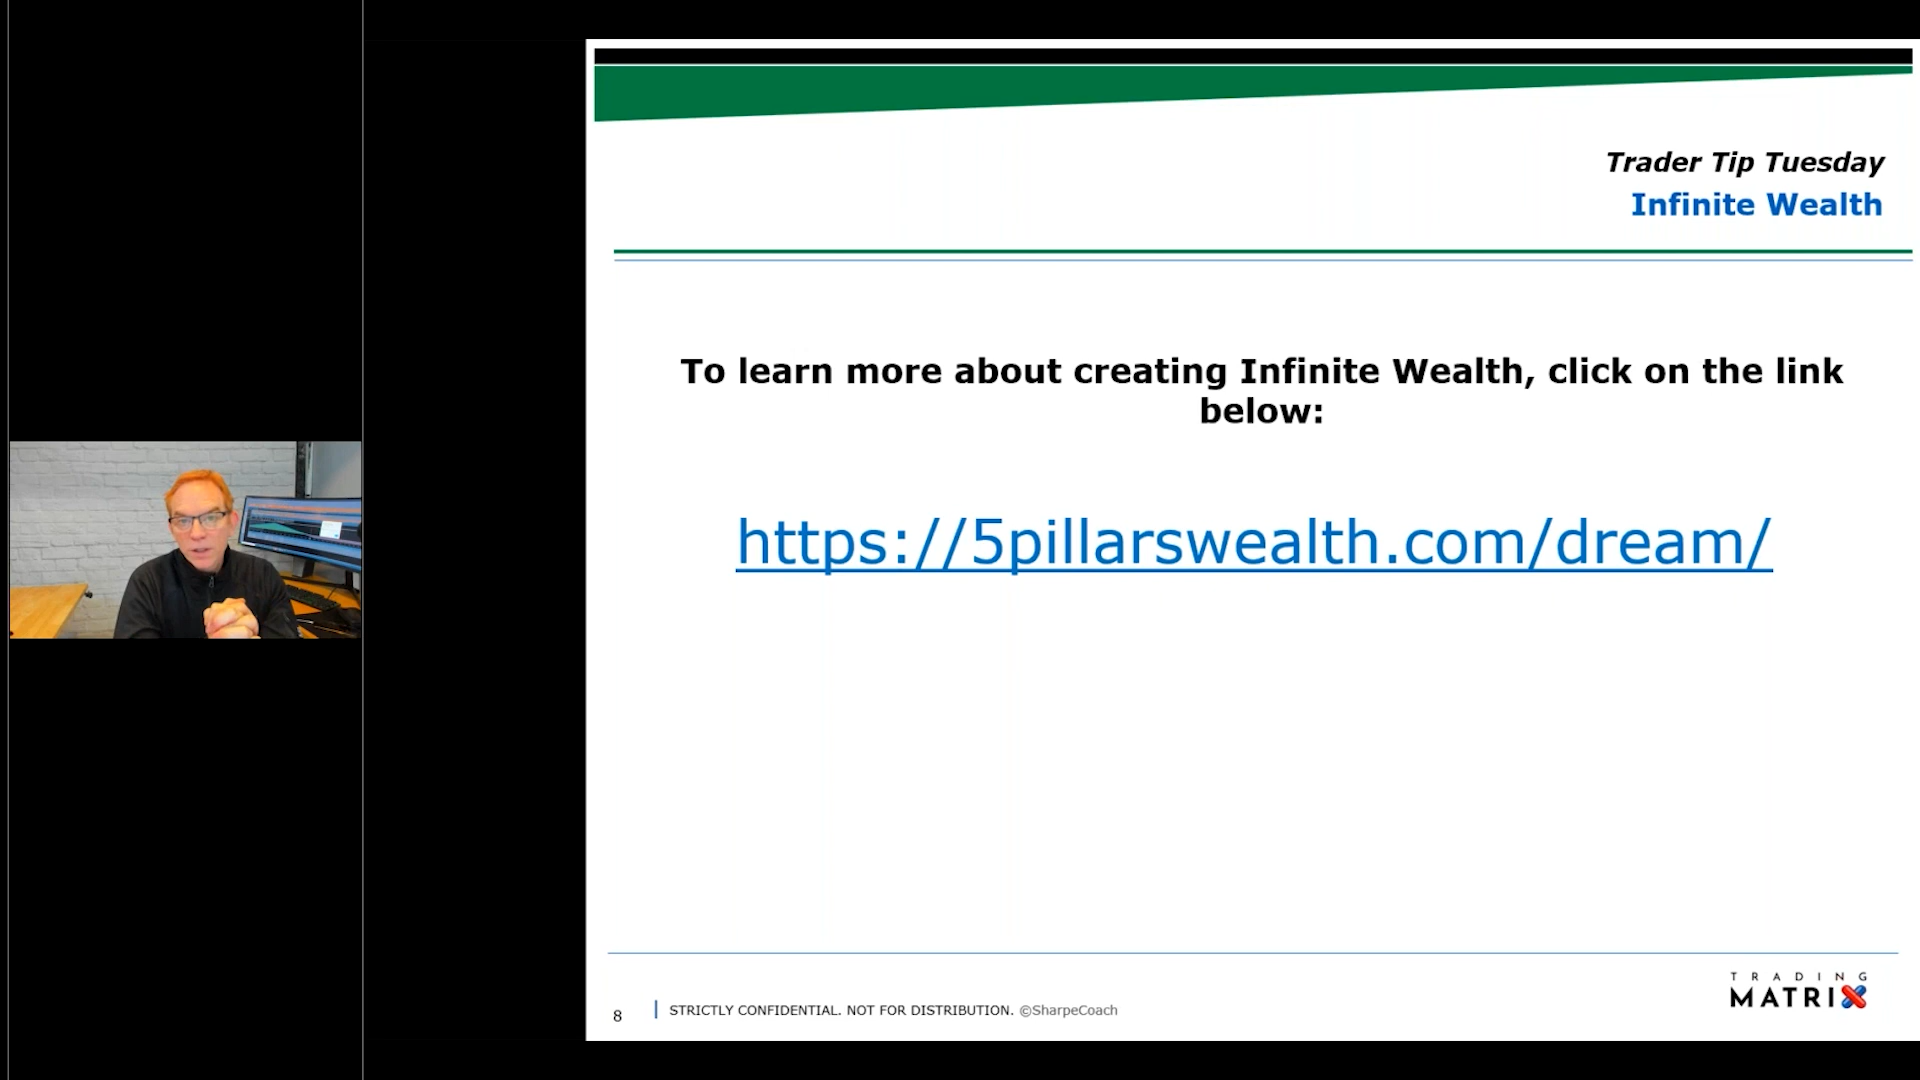 Trader Tip Tuesday
Infinite Wealth
To learn more about creating Infinite Wealth, click on the link
below:
https://5pillarswealth.com/dream/
8
STRICTLY CONFIDENTIAL. NOT FOR DISTRIBUTION. ©SharpeCoach
TRADING
MATRIX